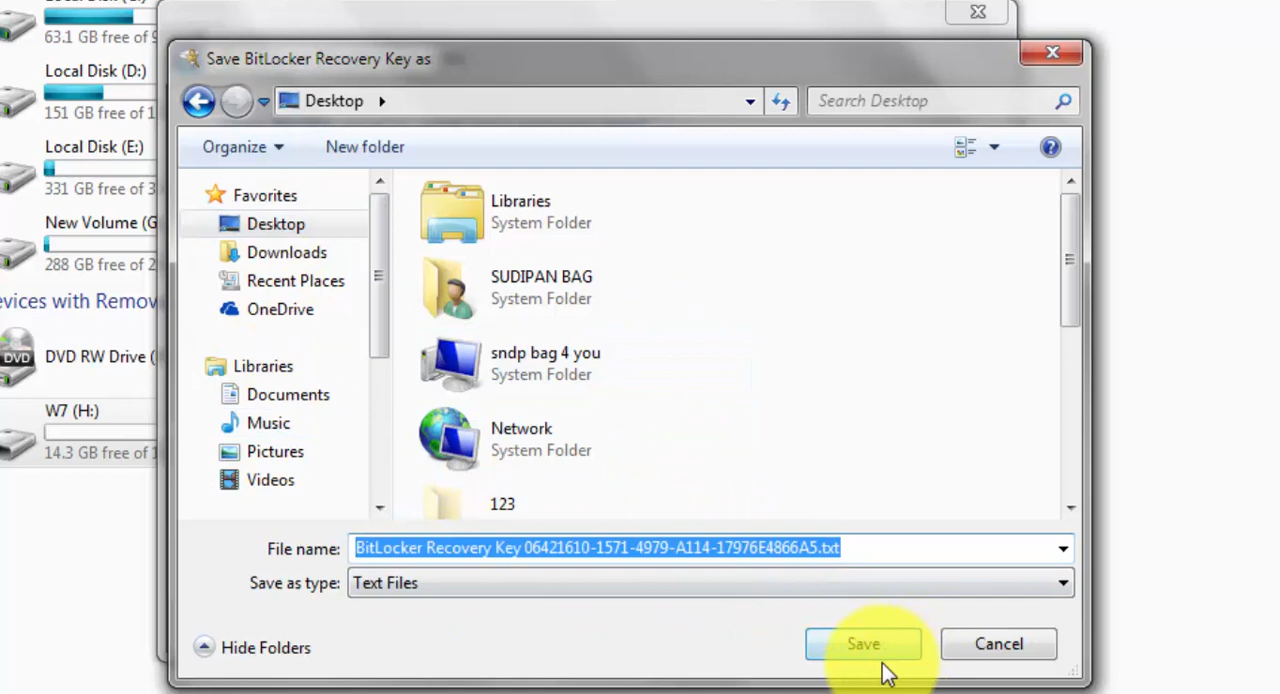 63.1 GB free of
Local Disk (D:)
151 GB free of 1
Local Disk (E:)
331 GB free of 3
New Volume (G
288 GB free of 2
evices with Remov
DVD
DVD RW Drive (
W7 (H:)
14.3 GB free of 1
Save BitLocker Recovery Key as
Desktop
Search Desktop
Organize
New folder
Favorites
Desktop
Downloads
Recent Places
OneDrive
Libraries
Documents
Music
Pictures
Videos
Libraries
System Folder
SUDIPAN BAG
System Folder
sndp bag 4 you
System Folder
Network
System Folder
123
File name:
BitLocker Recovery Key 06421610-1571-4979-A114-17976E4866A5.txt
Save as type:
Text Files
Hide Folders
Save
Cancel